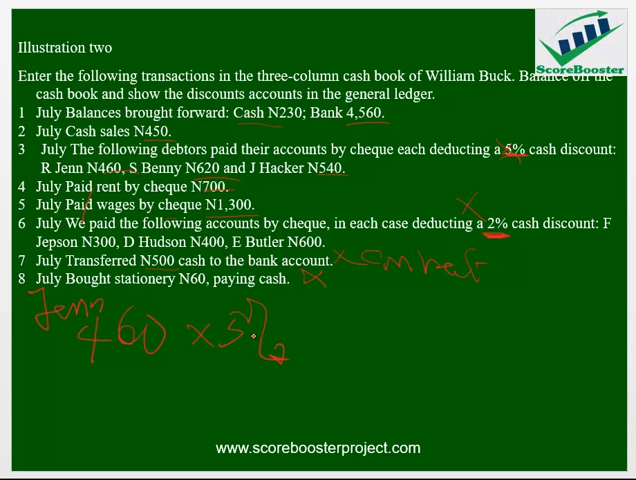 ScoreBooster
Illustration two
Enter the following transactions in the three-column cash book of William Buck. Balance off the
cash book and show the discounts accounts in the general ledger.
1 July Balances brought forward: Cash N230; Bank 4,560.
2 July Cash sales N450.
3 July The following debtors paid their accounts by cheque each deducting a 5% cash discount:
R Jenn N460, S Benny N620 and J Hacker N540.
4 July Paid rent by cheque N700.
5 July Paid wages by cheque N1,300.
6 July We paid the following accounts by cheque, in each case deducting a 2% cash discount: F
Jepson N300, D Hudson N400, E Butler N600.
7 July Transferred N500 cash to the bank account.
8 July Bought stationery N60, paying cash.
Jenn
460 x 5%
www.scoreboosterproject.com